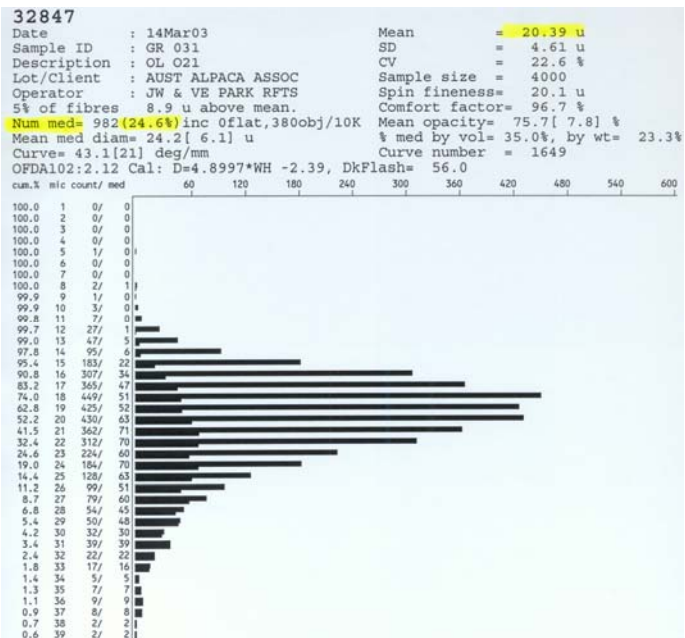 32847
Date : 14Mar03 Mean = 20.39 u
Sample ID : GR 031 SD = 4.61 u
Description : OL O21 CV = 22.6 %
Lot/Client : AUST ALPACA ASSOC Sample size = 4000
Operator : JW & VE PARK RFTS Spin fineness= 20.1 u
5% of fibres 8.9 u above mean. Comfort factor= 96.7 %
Num med= 982(24.6%)inc 0flat,380obj/10K Mean opacity= 75.7[ 7.8] %
Mean med diam= 24.2[ 6.1] u % med by vol= 35.0%, by wt= 23.3%
Curve= 43.1[21] deg/mm Curve number = 1649
OFDA102:2.12 Cal: D=4.8997*WH -2.39, DkFlash= 56.0
cum.% mic count/ med 60 120 180 240 300 360 420 480 540 600
100.0 1 0/ 0
100.0 2 0/ 0
100.0 3 0/ 0
100.0 4 0/ 0
100.0 5 1/ 0
100.0 6 0/ 0
100.0 7 0/ 0
100.0 8 2/ 1
99.9 9 1/ 0
99.9 10 3/ 0
99.8 11 7/ 0
99.7 12 27/ 1
99.0 13 47/ 5
97.8 14 95/ 6
95.4 15 183/ 22
90.8 16 307/ 34
83.2 17 365/ 47
74.0 18 449/ 51
62.8 19 425/ 52
52.2 20 430/ 63
41.5 21 362/ 71
32.4 22 312/ 70
24.6 23 224/ 60
19.0 24 184/ 70
14.4 25 128/ 63
11.2 26 99/ 51
8.7 27 79/ 60
6.8 28 54/ 45
5.4 29 50/ 48
4.2 30 32/ 30
3.4 31 39/ 39
2.4 32 22/ 22
1.8 33 17/ 16
1.4 34 5/ 5
1.3 35 7/ 7
1.1 36 9/ 9
0.9 37 8/ 8
0.7 38 2/ 2
0.6 39 2/ 2